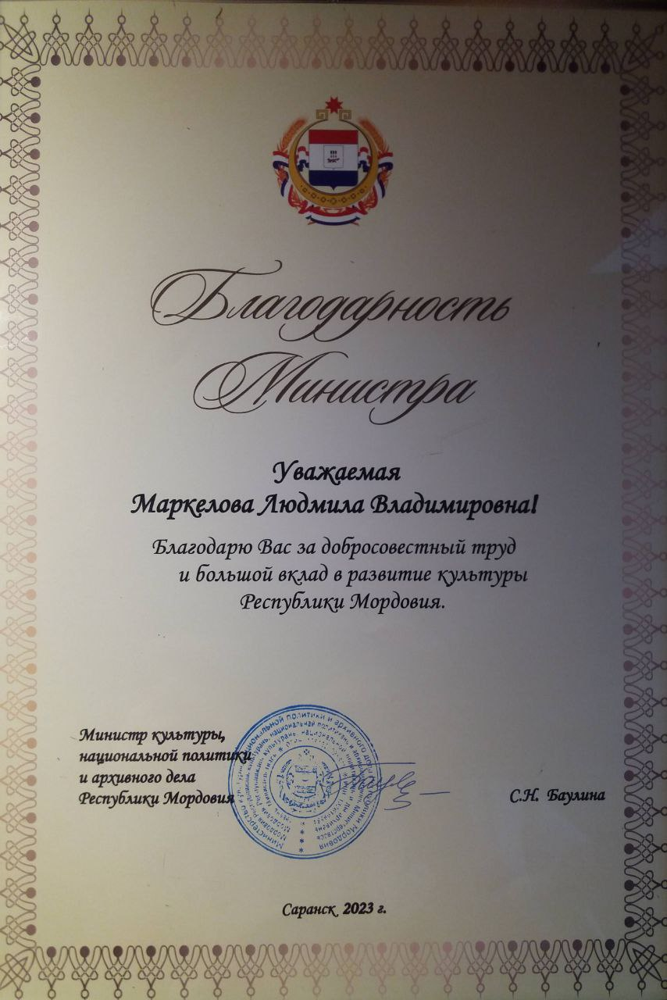 Благодарность
Министра
Уважаемая
Маркелова Людмила Владимировна!
Благодарю Вас за добросовестный труд
и большой вклад в развитие культуры
Республики Мордовия.
Министр культуры,
национальной политики
и архивного дела
Республики Мордовия
С.Н. Баулина
Саранск 2023 г.